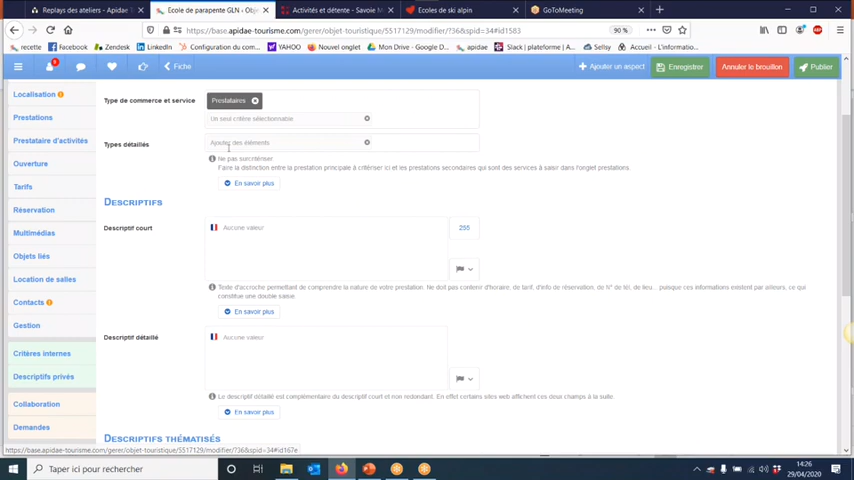 Replays des ateliers - Apidae T
Ecole de parapente GLN - Obje
Activités et détente - Savoie M
Ecoles de ski alpin
GoToMeeting
https://base.apidae-tourisme.com/gerer/objet-touristique/5517129/modifier/?36&spid=34#id1583
90 %
recette
Facebook
Zendesk
LinkedIn
Configuration du com...
YAHOO
Nouvel onglet
Mon Drive - Google D...
Slack | plateforme | A...
Sellsy
Accueil - L'informatio...
Fiche
Ajouter un aspect
Enregistrer
Annuler le brouillon
Publier
Localisation
Prestations
Prestataire d'activités
Ouverture
Tarifs
Réservation
Multimédias
Objets liés
Location de salles
Contacts
Gestion
Critères internes
Descriptifs privés
Collaboration
Demandes
Type de commerce et service
Prestataires
Un seul critère sélectionnable.
Types détaillés
Ajouter des éléments
Ne pas surcritériser.
Faire la distinction entre la prestation principale à critériser ici et les prestations secondaires qui sont des services à saisir dans l'onglet prestations.
En savoir plus
DESCRIPTIFS
Descriptif court
Aucune valeur
255
Texte d'accroche permettant de comprendre la nature de votre prestation. Ne doit pas contenir d'horaire, de tarif, d'info de réservation, de N° de tél, de lieu... puisque ces informations existent par ailleurs, ce qui
constitue une double saisie.
En savoir plus
Descriptif détaillé
Aucune valeur
Le descriptif détaillé est complémentaire du descriptif court et non redondant. En effet certains sites web affichent ces deux champs à la suite.
En savoir plus
DESCRIPTIFS THÉMATISÉS
https://base.apidae-tourisme.com/gerer/objet-touristique/5517129/modifier/?36&spid=34#id167e
Taper ici pour rechercher
14:26
29/04/2020